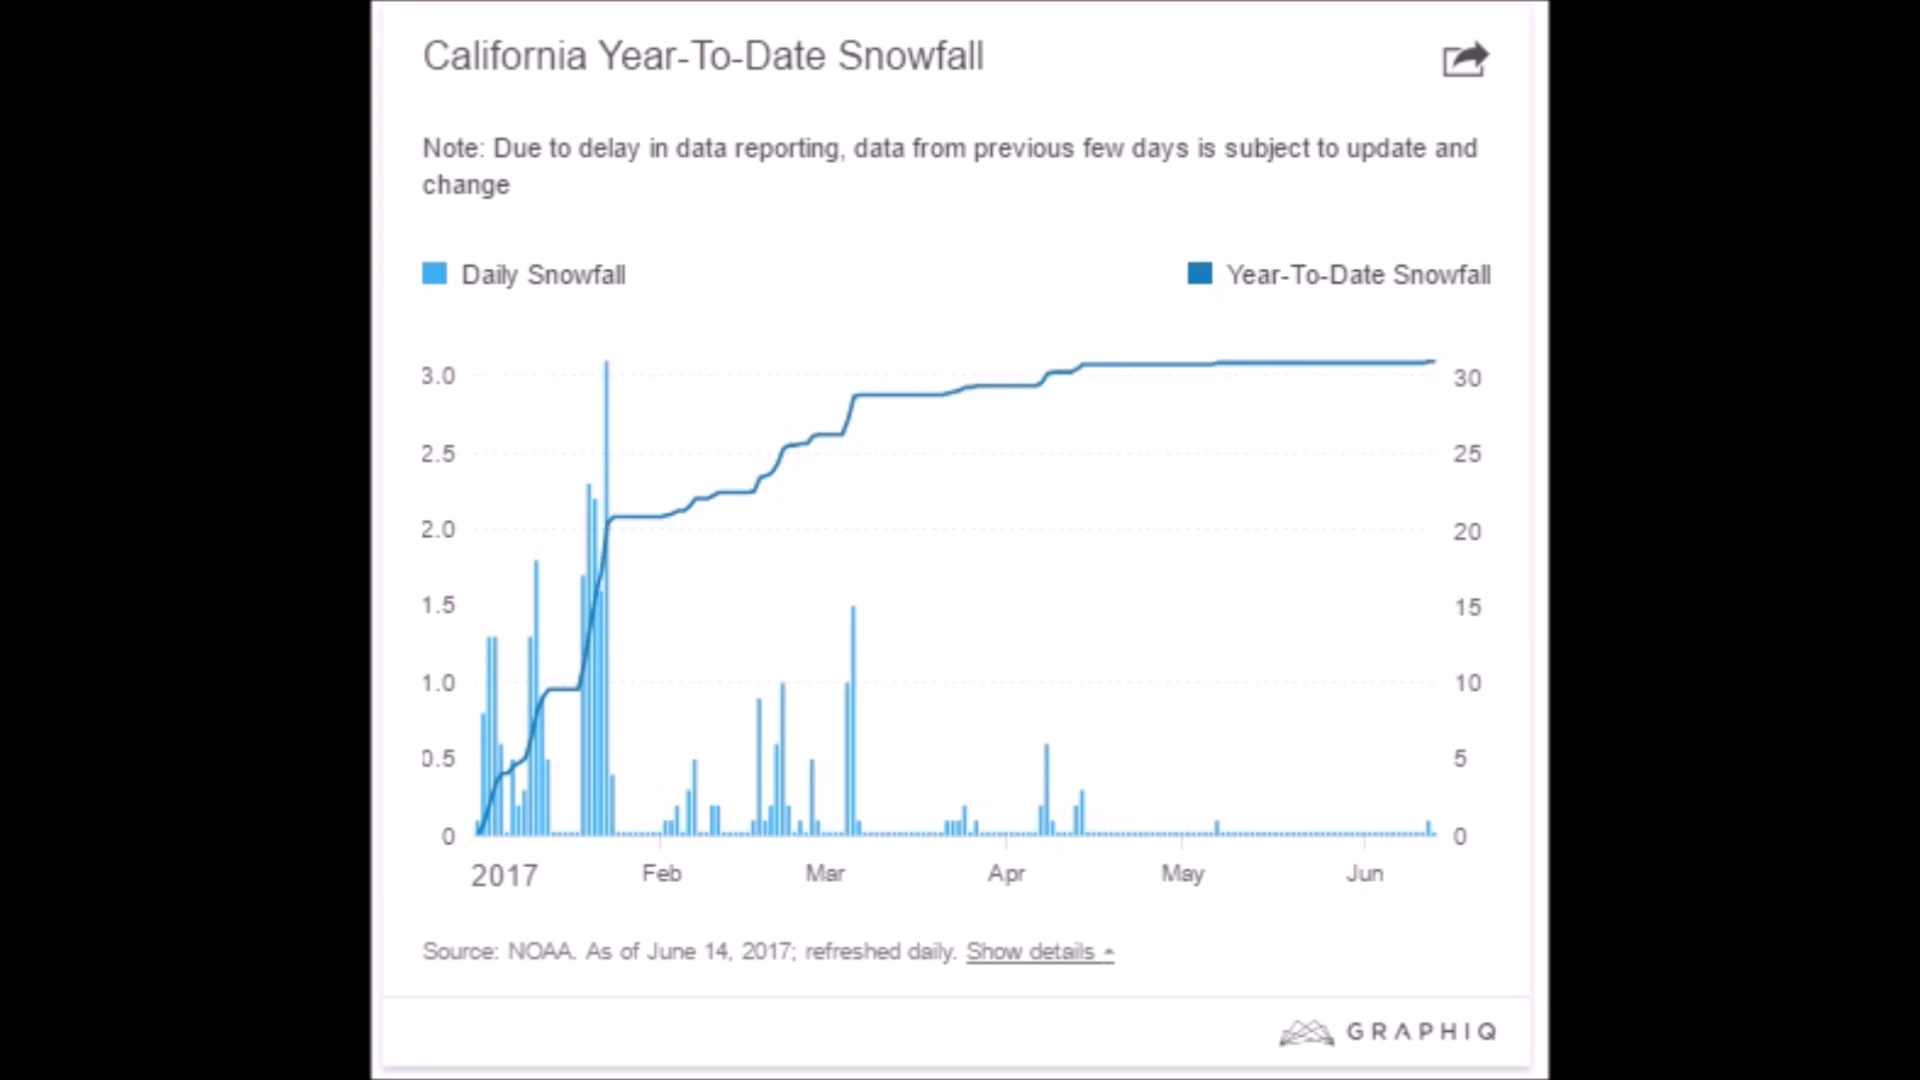 California Year-To-Date Snowfall
Note: Due to delay in data reporting, data from previous few days is subject to update and
change
Daily Snowfall
Year-To-Date Snowfall
3.0
30
2.5
25
2.0
20
1.5
15
1.0
10
0.5
5
0
0
2017
Feb
Mar
Apr
May
Jun
Source: NOAA. As of June 14, 2017; refreshed daily. Show details
GRAPHIQ